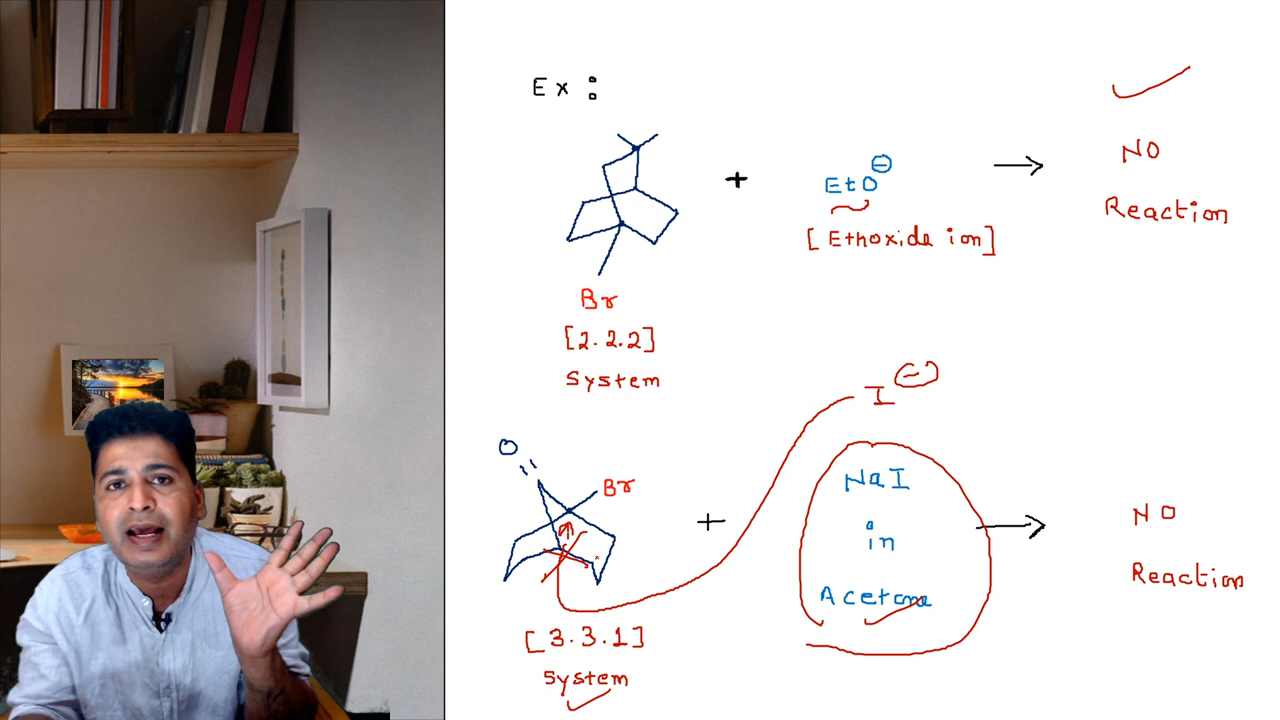 Ex :
+
EtO⊖
→
NO
Reaction
[Ethoxide ion]
Br
[2.2.2]
System
I(-)
O
Br
+
NaI
in
Acetone
→
NO
Reaction
[3.3.1]
System